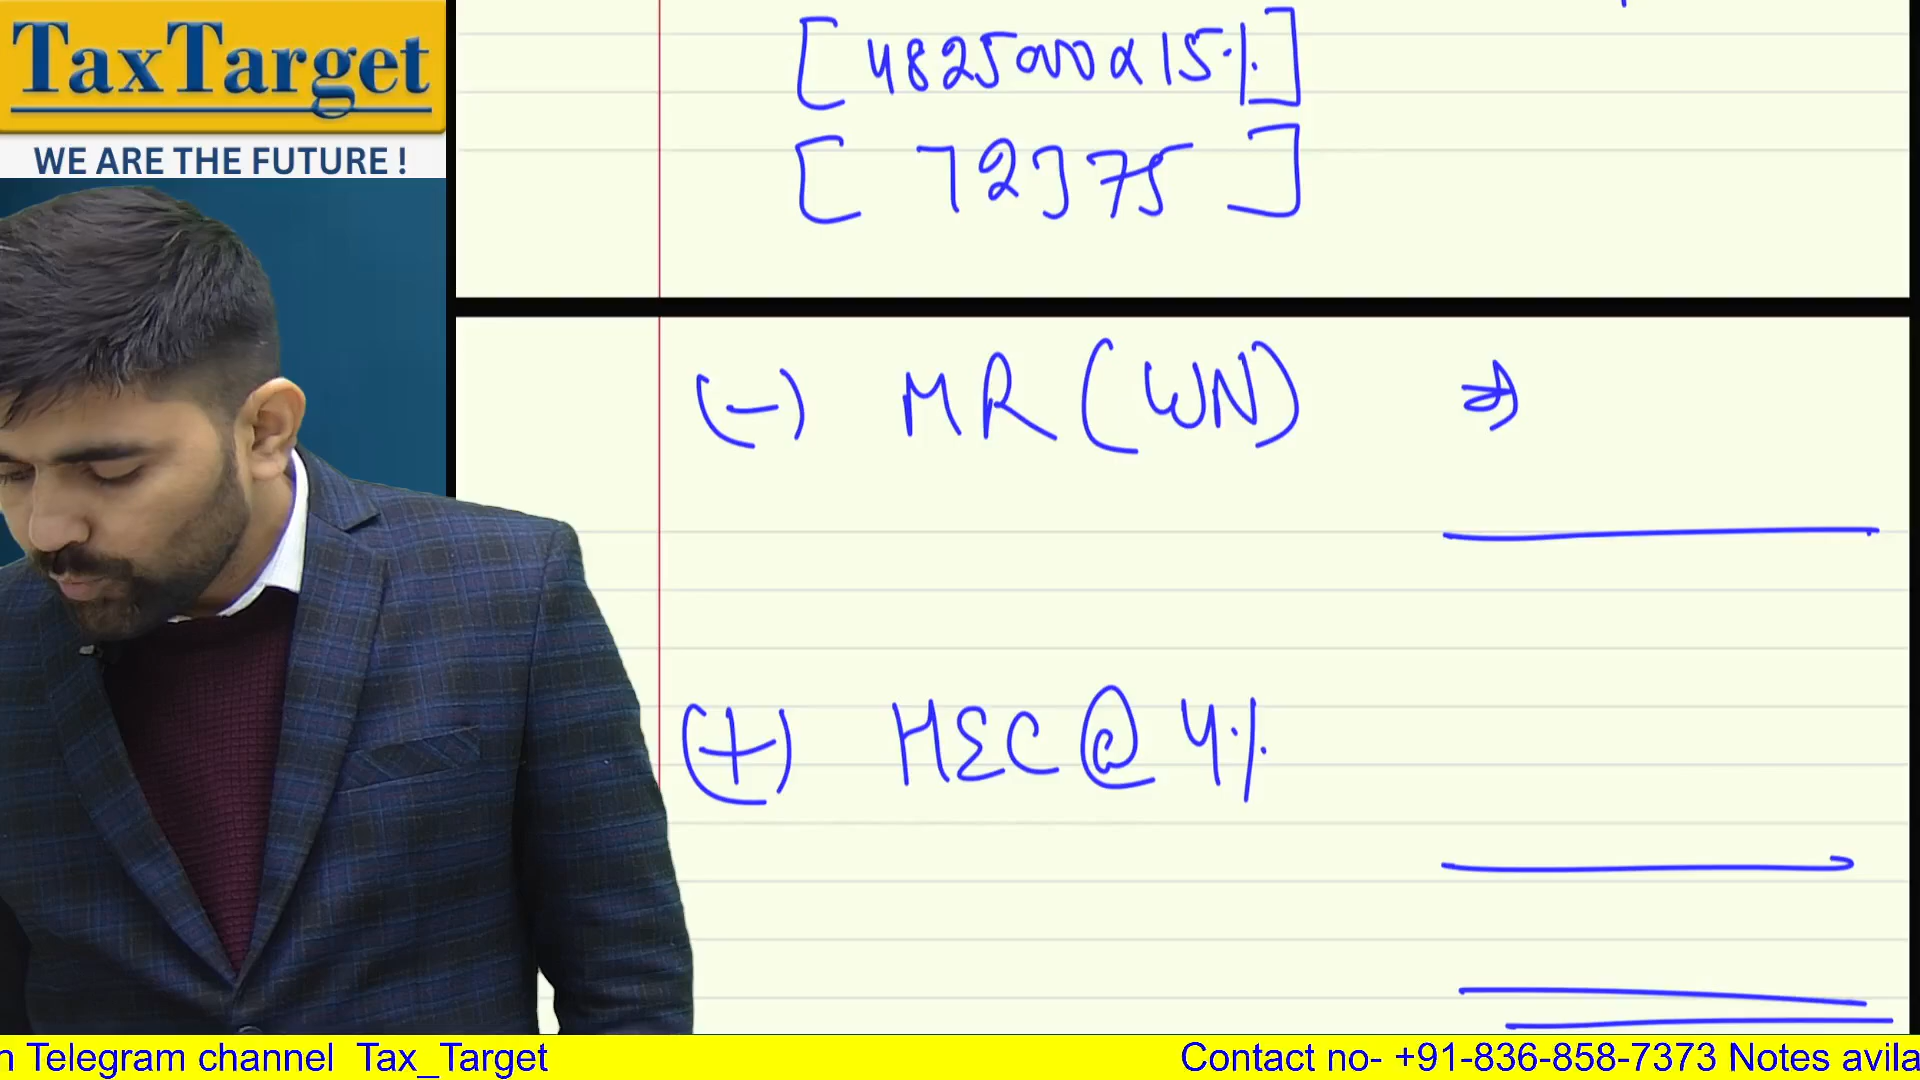 TaxTarget
WE ARE THE FUTURE !
[ 4825000 x 15% ]
[ 72375 ]
(-) MR (WN) ⇒
(+) HEC @ 4%
n Telegram channel Tax_Target
Contact no- +91-836-858-7373 Notes avila